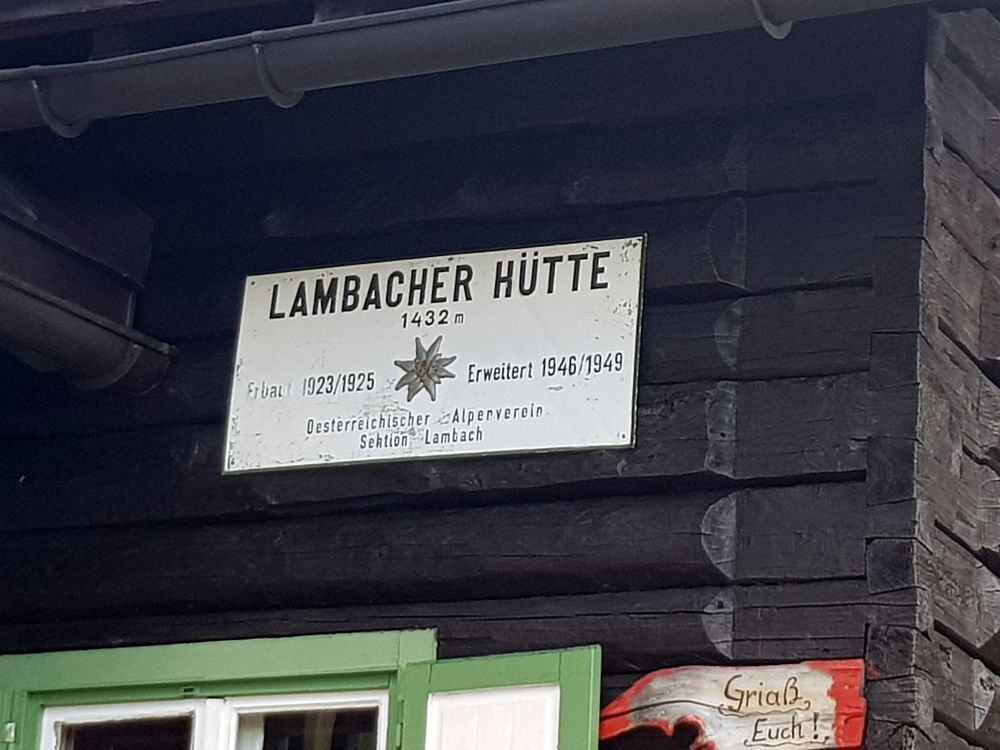 LAMBACHER HÜTTE
1432 m
Erbaut 1923/1925 Erweitert 1946/1949
Oesterreichischer Alpenverein
Sektion Lambach
Griaß
Euch!